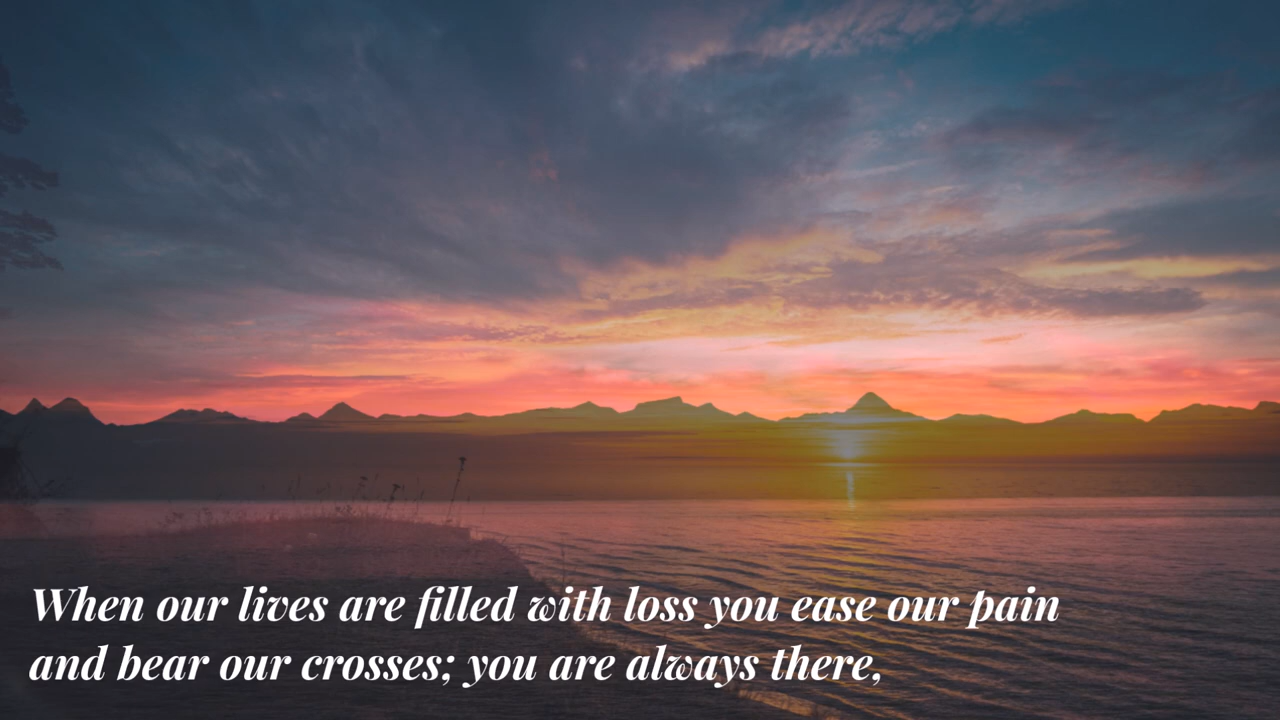 When our lives are filled with loss you ease our pain
and bear our crosses; you are always there,